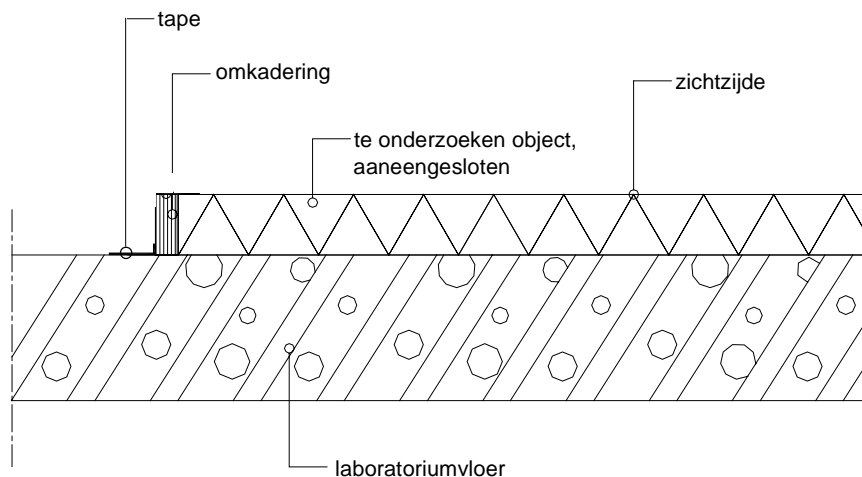 tape
omkadering
zichtzijde
te onderzoeken object,
aaneengesloten
laboratoriumvloer